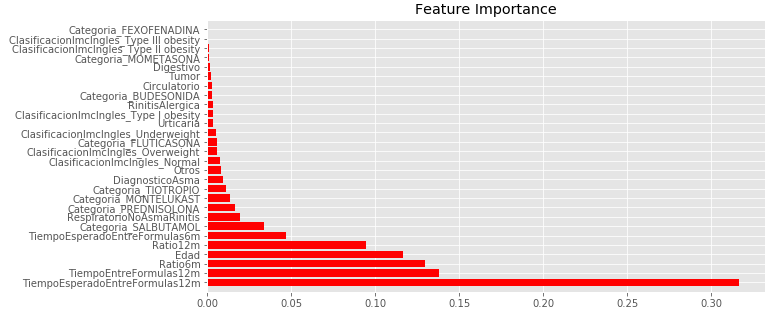 Feature Importance
Categoria_FEXOFENADINA
ClasificacionImcIngles_Type III obesity
ClasificacionImcIngles_Type II obesity
Categoria_MOMETASONA
Digestivo
Tumor
Circulatorio
Categoria_BUDESONIDA
RinitisAlergica
ClasificacionImcIngles_Type I obesity
Urticaria
ClasificacionImcIngles_Underweight
Categoria_FLUTICASONA
ClasificacionImcIngles_Overweight
ClasificacionImcIngles_Normal
Otros
DiagnosticoAsma
Categoria_TIOTROPIO
Categoria_MONTELUKAST
Categoria_PREDNISOLONA
RespiratorioNoAsmaRinitis
Categoria_SALBUTAMOL
TiempoEsperadoEntreFormulas6m
Ratio12m
Edad
Ratio6m
TiempoEntreFormulas12m
TiempoEsperadoEntreFormulas12m
0.00 0.05 0.10 0.15 0.20 0.25 0.30